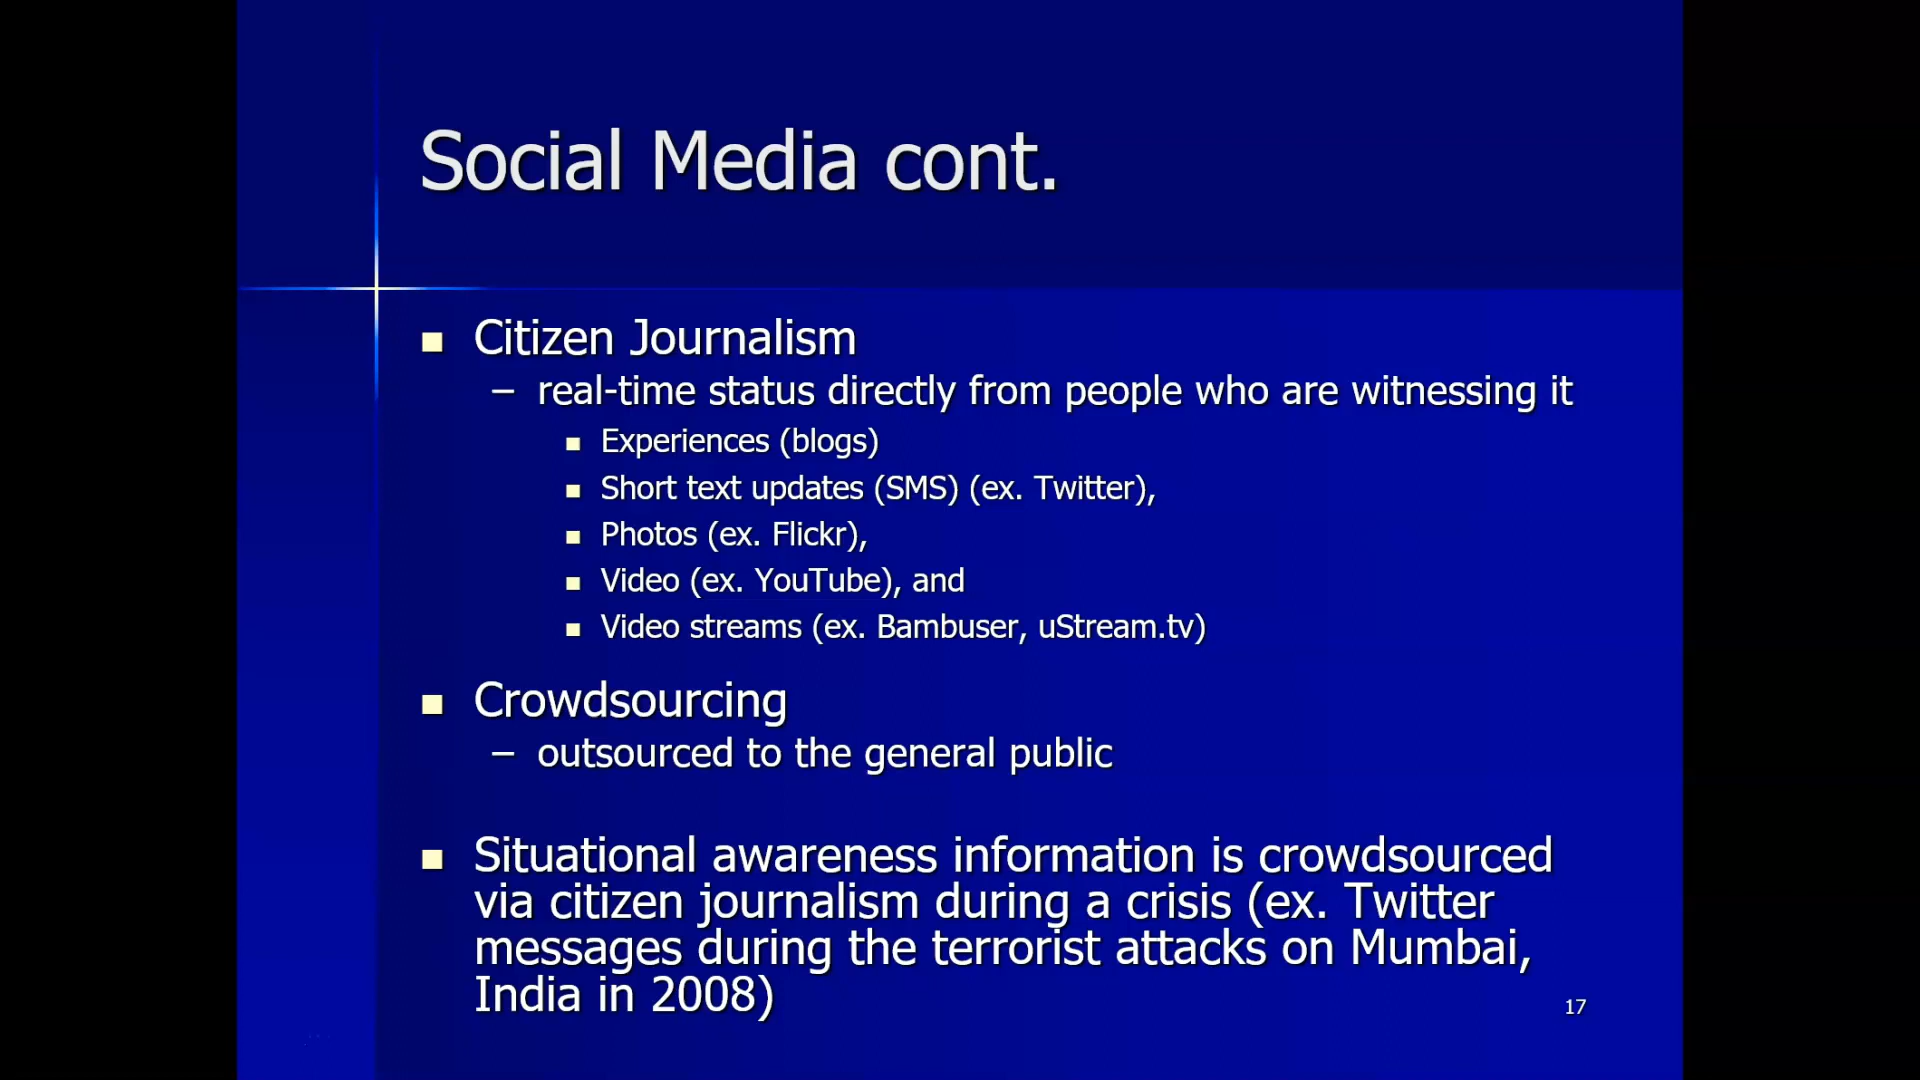 Social Media cont.
Citizen Journalism
– real-time status directly from people who are witnessing it
Experiences (blogs)
Short text updates (SMS) (ex. Twitter),
Photos (ex. Flickr),
Video (ex. YouTube), and
Video streams (ex. Bambuser, uStream.tv)
Crowdsourcing
– outsourced to the general public
Situational awareness information is crowdsourced
via citizen journalism during a crisis (ex. Twitter
messages during the terrorist attacks on Mumbai,
India in 2008)
17